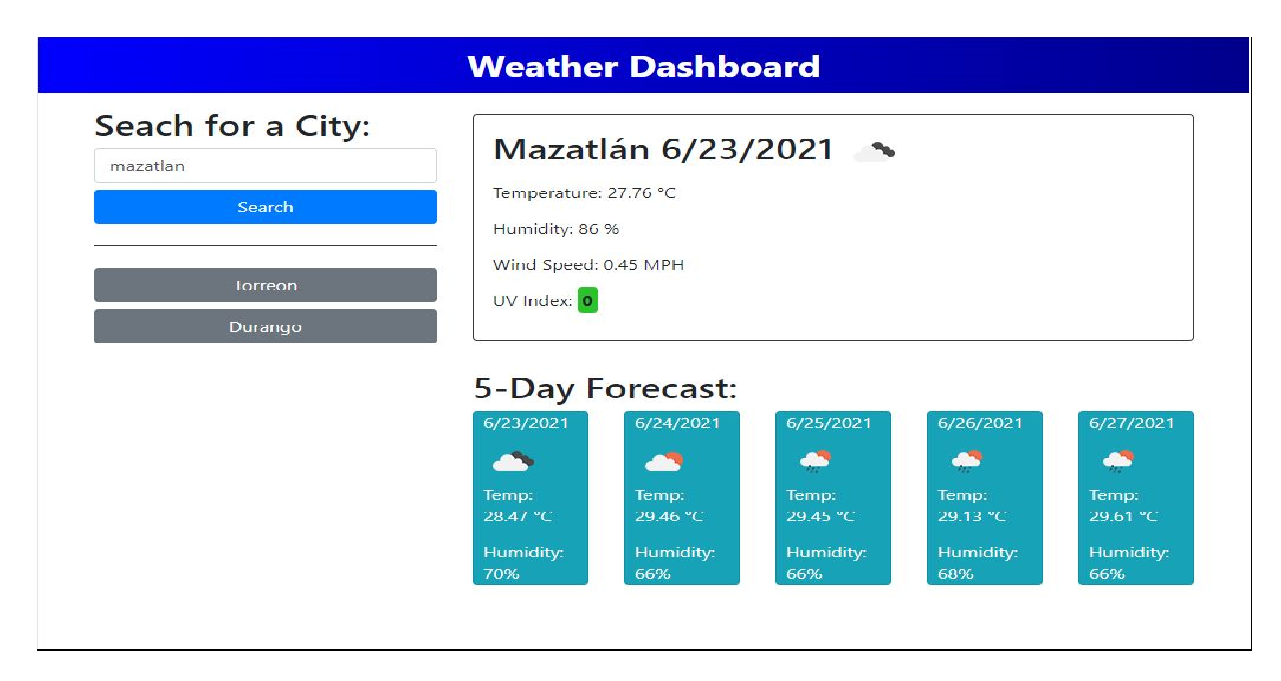 Weather Dashboard
Seach for a City:
mazatlan
Search
Torreon
Durango
Mazatlán 6/23/2021
Temperature: 27.76 °C
Humidity: 86 %
Wind Speed: 0.45 MPH
UV Index: 0
5-Day Forecast:
6/23/2021
Temp:
28.47 °C
Humidity:
70%
6/24/2021
Temp:
29.46 °C
Humidity:
66%
6/25/2021
Temp:
29.45 °C
Humidity:
66%
6/26/2021
Temp:
29.13 °C
Humidity:
68%
6/27/2021
Temp:
29.61 °C
Humidity:
66%